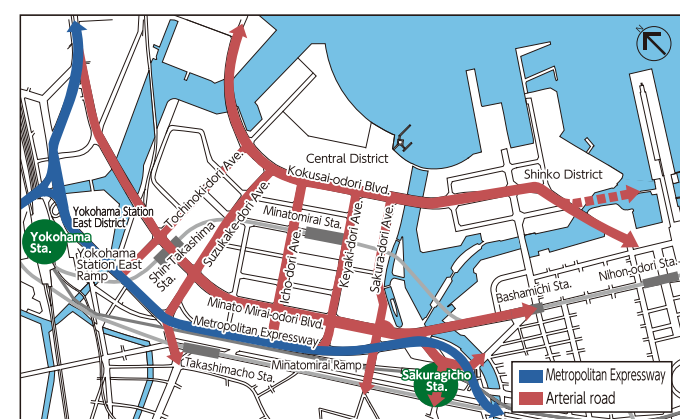 N
Central District
Kokusai-odori Blvd.
Shinko District
Tochinoki-dori Ave.
Suzukake-dori Ave.
Yokohama Station
East District
Minatomirai Sta.
Yokohama
Sta.
Yokohama
Station East
Ramp
Shin-Takashima
Sta.
Icho-dori Ave.
Keyaki-dori Ave.
Sakura-dori Ave.
Nihon-odori Sta.
Bashamichi Sta.
Minato Mirai-odori Blvd.
Metropolitan Expressway
Minatomirai Ramp
Takashimacho Sta.
Sakuragicho
Sta.
Metropolitan Expressway
Arterial road